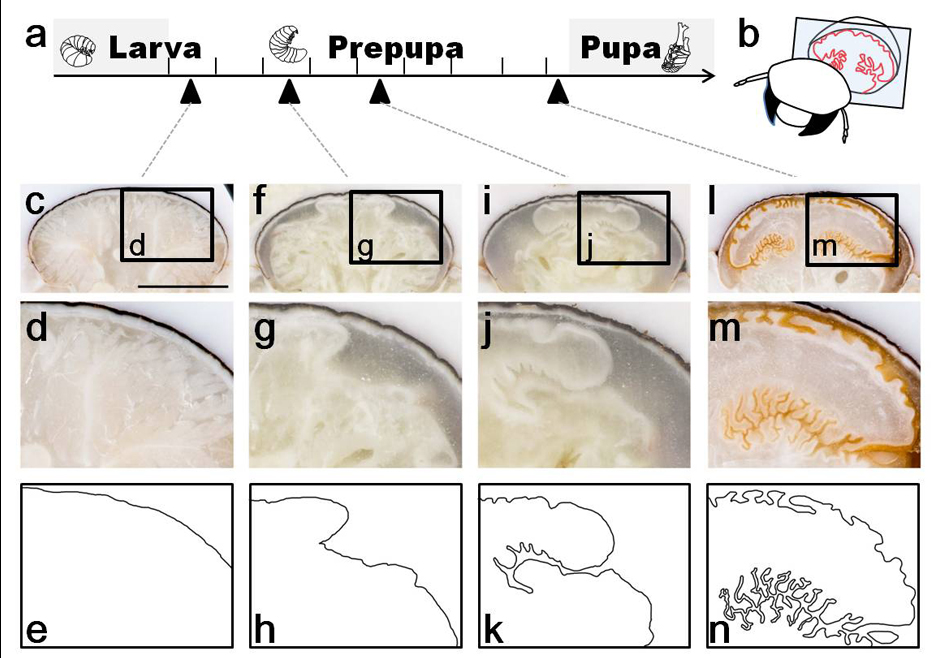 a Larva Prepupa Pupa b
c f i l
d g j m
d g j m
e h k n